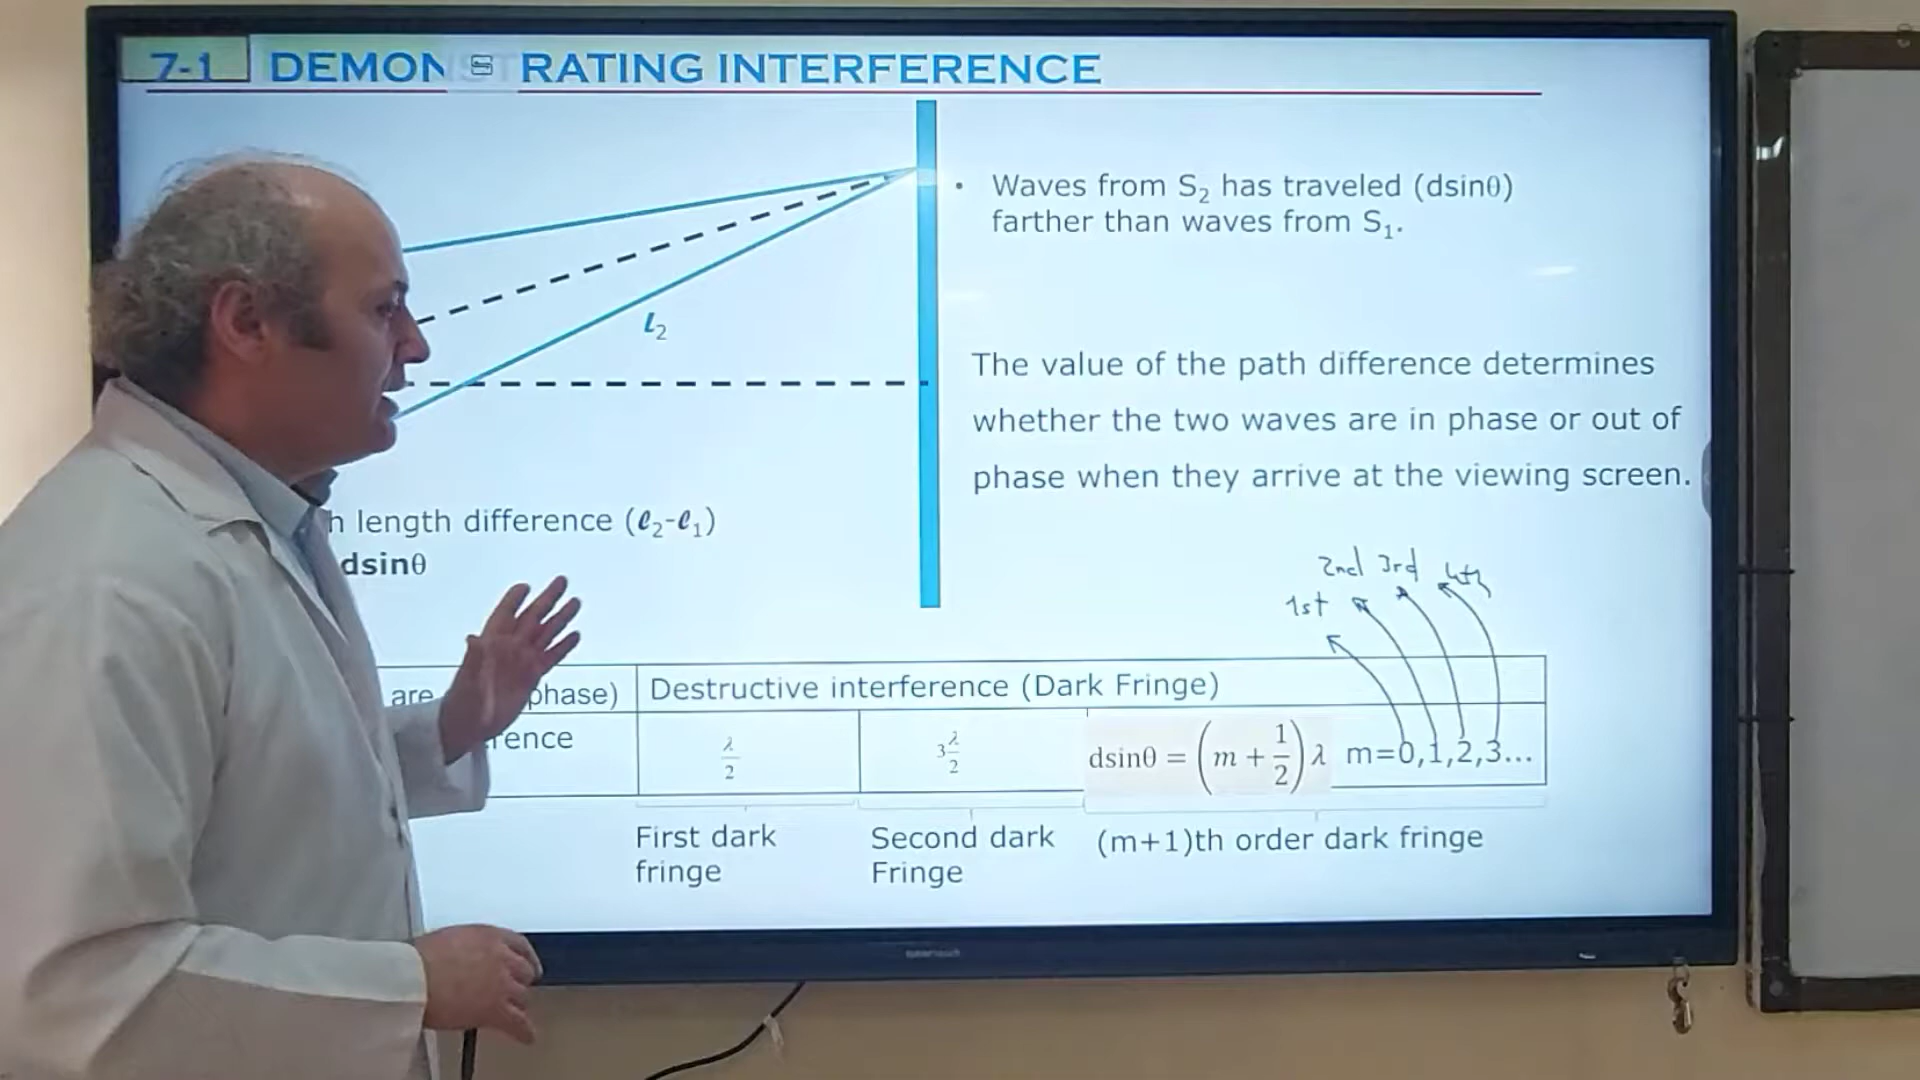 7-1 DEMONSTRATING INTERFERENCE
• Waves from S₂ has traveled (dsinθ)
farther than waves from S₁.
ℓ₂
The value of the path difference determines
whether the two waves are in phase or out of
phase when they arrive at the viewing screen.
h length difference (ℓ₂-ℓ₁)
dsinθ
1st 2nd 3rd 4th
are phase) Destructive interference (Dark Fringe)
rence λ/2 3λ/2 dsinθ = (m + 1/2) λ m=0,1,2,3...
First dark Second dark (m+1)th order dark fringe
fringe Fringe